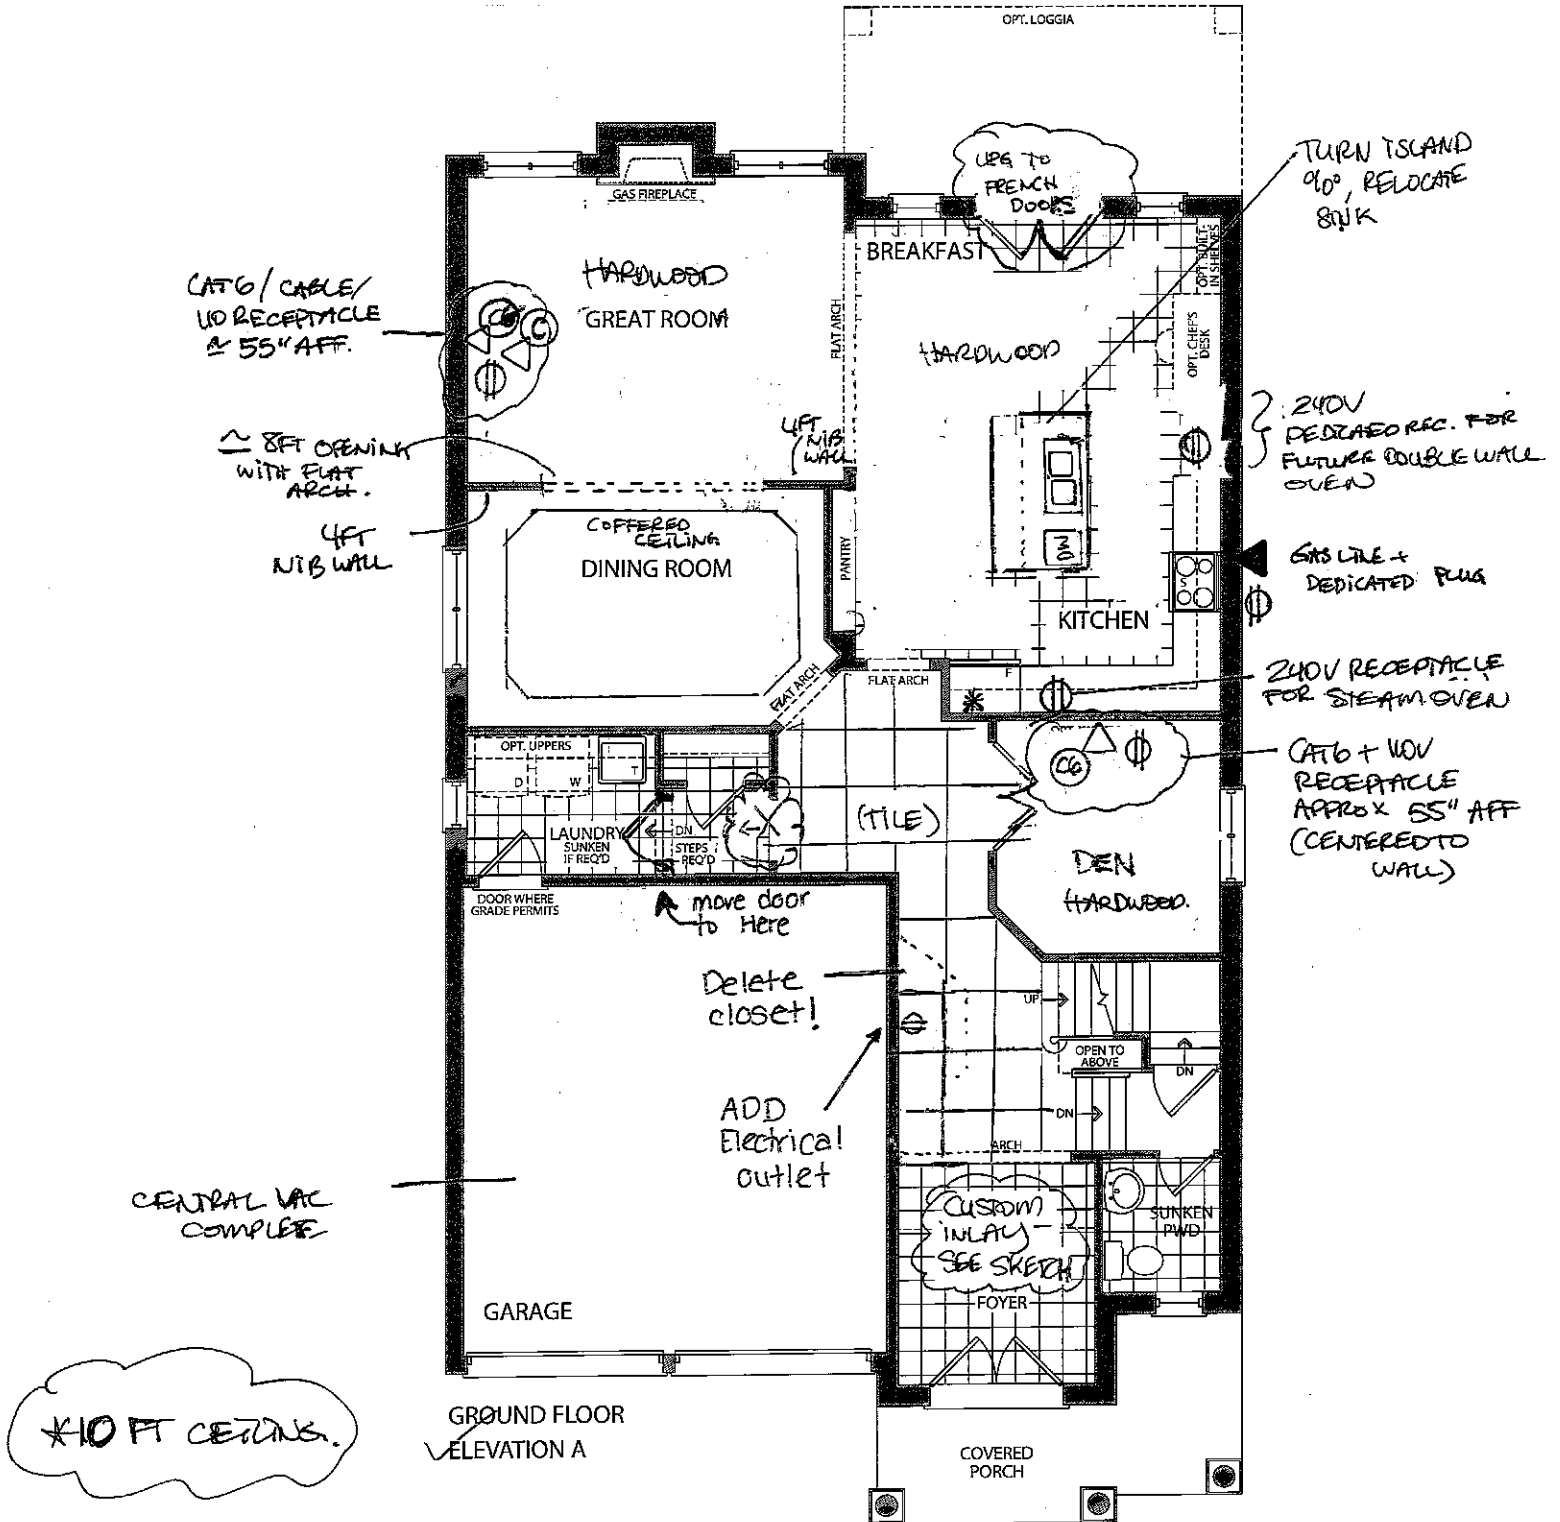 OPT. LOGGIA
UPG TO
FRENCH
DOORS
TURN ISLAND
90°, RELOCATE
SINK
GAS FIREPLACE
BREAKFAST
OPT. BUILT-
IN SHELVES
HARDWOOD
GREAT ROOM
CAT6/CABLE/
110 RECEPTACLE
≃ 55" AFF.
C6
C
FLAT ARCH
HARDWOOD
OPT. CHEF'S
DESK
240V
DEDICATED REC. FOR
FUTURE DOUBLE WALL
OVEN
≃ 8FT OPENING
WITH FLAT
ARCH.
4FT
NIB
WALL
4FT
NIB WALL
COFFERED
CEILING
DINING ROOM
PANTRY
S
GAS LINE +
DEDICATED PLUG
KITCHEN
FLAT ARCH
FLAT ARCH
F
240V RECEPTACLE
FOR STEAM OVEN
OPT. UPPERS
D
W
T
C6
CAT6 + 110V
RECEPTACLE
APPROX 55" AFF
(CENTERED TO
WALL)
LAUNDRY
SUNKEN
IF REQ'D
DN
STEPS
REQ'D
(TILE)
DEN
HARDWOOD.
DOOR WHERE
GRADE PERMITS
move door
to Here
Delete
closet!
UP
OPEN TO
ABOVE
DN
ADD
Electrical
outlet
DN
ARCH
CENTRAL VAC
COMPLETE
CUSTOM
INLAY -
SEE SKETCH
SUNKEN
PWD
GARAGE
FOYER
*10 FT CEILING.
GROUND FLOOR
ELEVATION A
COVERED
PORCH